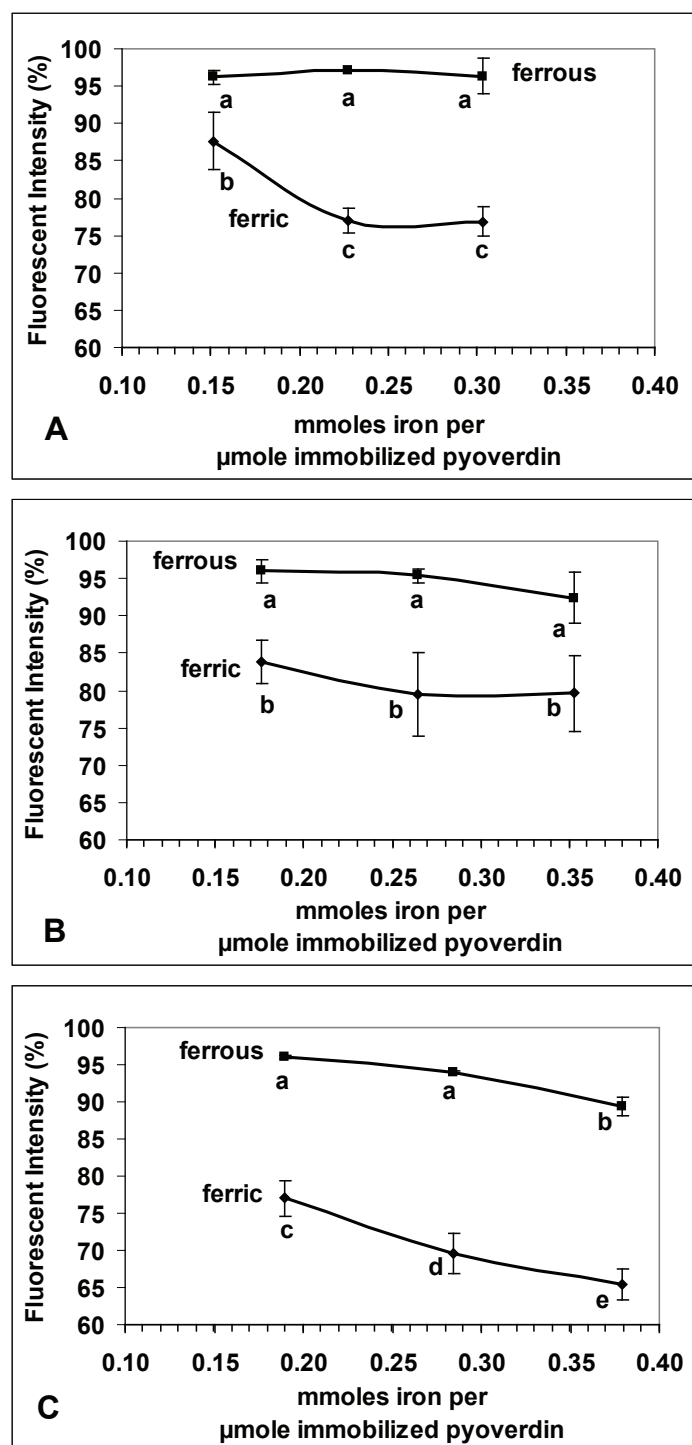 100
95
90
85
80
75
70
65
60
Fluorescent Intensity (%)
ferrous
a a a
b
ferric
c c
0.10 0.15 0.20 0.25 0.30 0.35 0.40
A
mmoles iron per
µmole immobilized pyoverdin
100
95
90
85
80
75
70
65
60
Fluorescent Intensity (%)
ferrous
a a a
ferric
b b b
0.10 0.15 0.20 0.25 0.30 0.35 0.40
B
mmoles iron per
µmole immobilized pyoverdin
100
95
90
85
80
75
70
65
60
Fluorescent Intensity (%)
ferrous
a a b
ferric
c d e
0.10 0.15 0.20 0.25 0.30 0.35 0.40
C
mmoles iron per
µmole immobilized pyoverdin